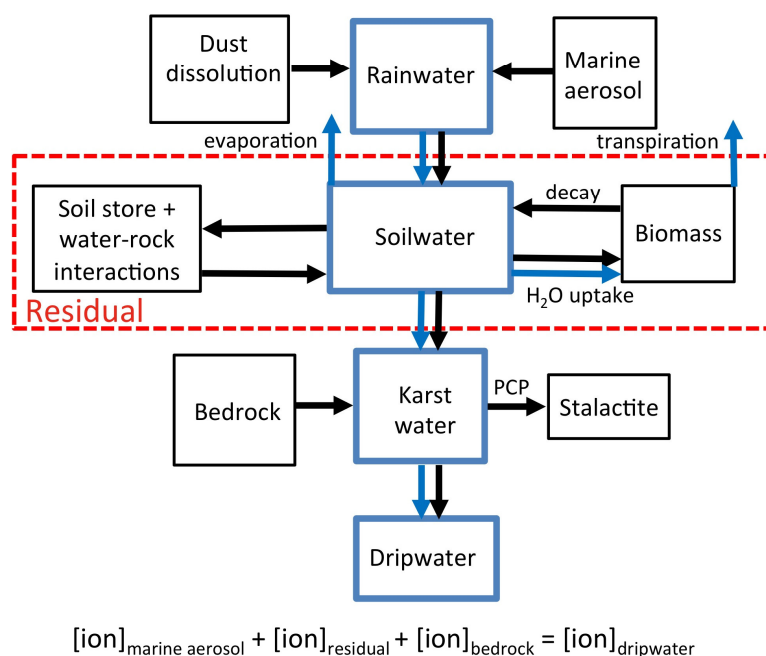 Dust
dissolution
Rainwater
Marine
aerosol
evaporation
transpiration
Soil store +
water-rock
interactions
Soilwater
decay
Biomass
H₂O uptake
Residual
Bedrock
Karst
water
PCP
Stalactite
Dripwater
[ion]marine aerosol + [ion]residual + [ion]bedrock = [ion]dripwater